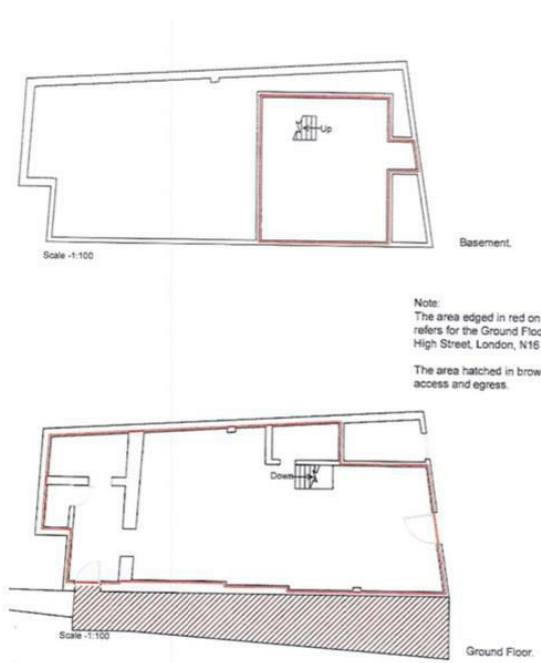 Up
Basement.
Scale -1:100
Note:
The area edged in red on
refers for the Ground Floo
High Street, London, N16
The area hatched in brow
access and egress.
Down
Scale -1:100
Ground Floor.